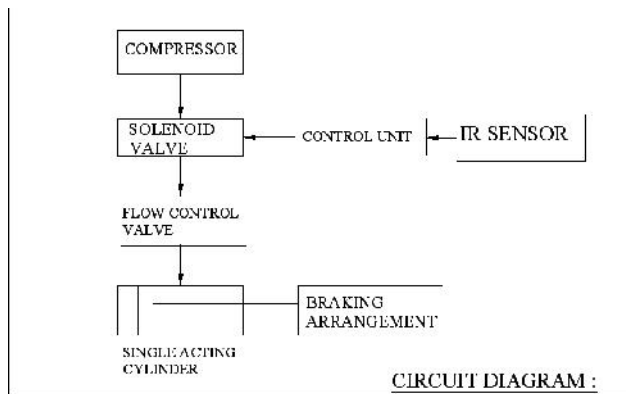 COMPRESSOR
SOLENOID
VALVE
CONTROL UNIT
IR SENSOR
FLOW CONTROL
VALVE
BRAKING
ARRANGEMENT
SINGLE ACTING
CYLINDER
CIRCUIT DIAGRAM :